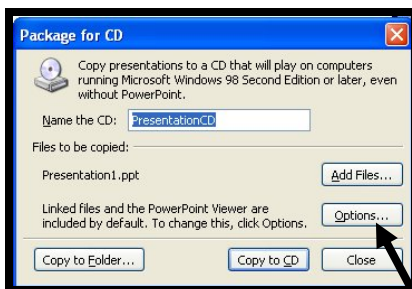 Package for CD
Copy presentations to a CD that will play on computers
running Microsoft Windows 98 Second Edition or later, even
without PowerPoint.
Name the CD: PresentationCD
Files to be copied:
Presentation1.ppt
Add Files...
Linked files and the PowerPoint Viewer are
included by default. To change this, click Options.
Options...
Copy to Folder...
Copy to CD
Close